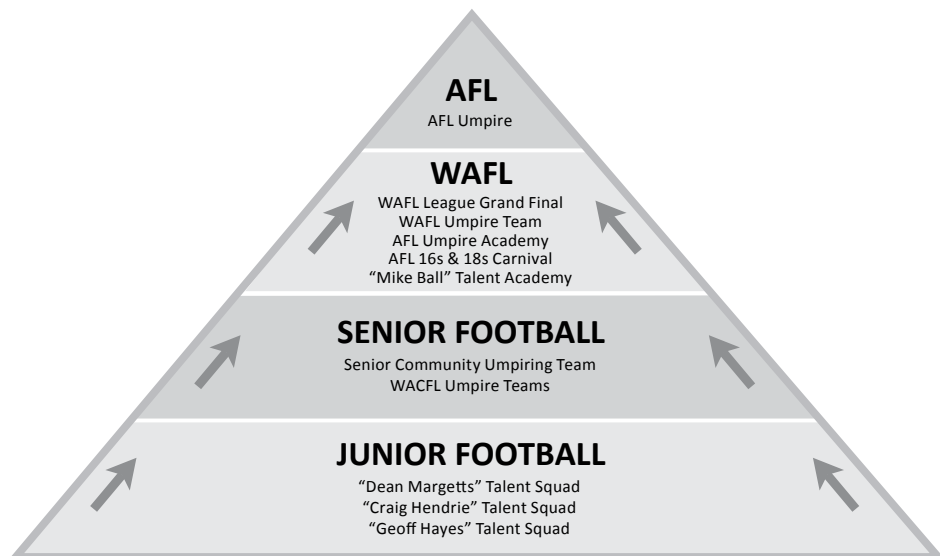 AFL
AFL Umpire
WAFL
WAFL League Grand Final
WAFL Umpire Team
AFL Umpire Academy
AFL 16s & 18s Carnival
“Mike Ball” Talent Academy
SENIOR FOOTBALL
Senior Community Umpiring Team
WACFL Umpire Teams
JUNIOR FOOTBALL
“Dean Margetts” Talent Squad
“Craig Hendrie” Talent Squad
“Geoff Hayes” Talent Squad